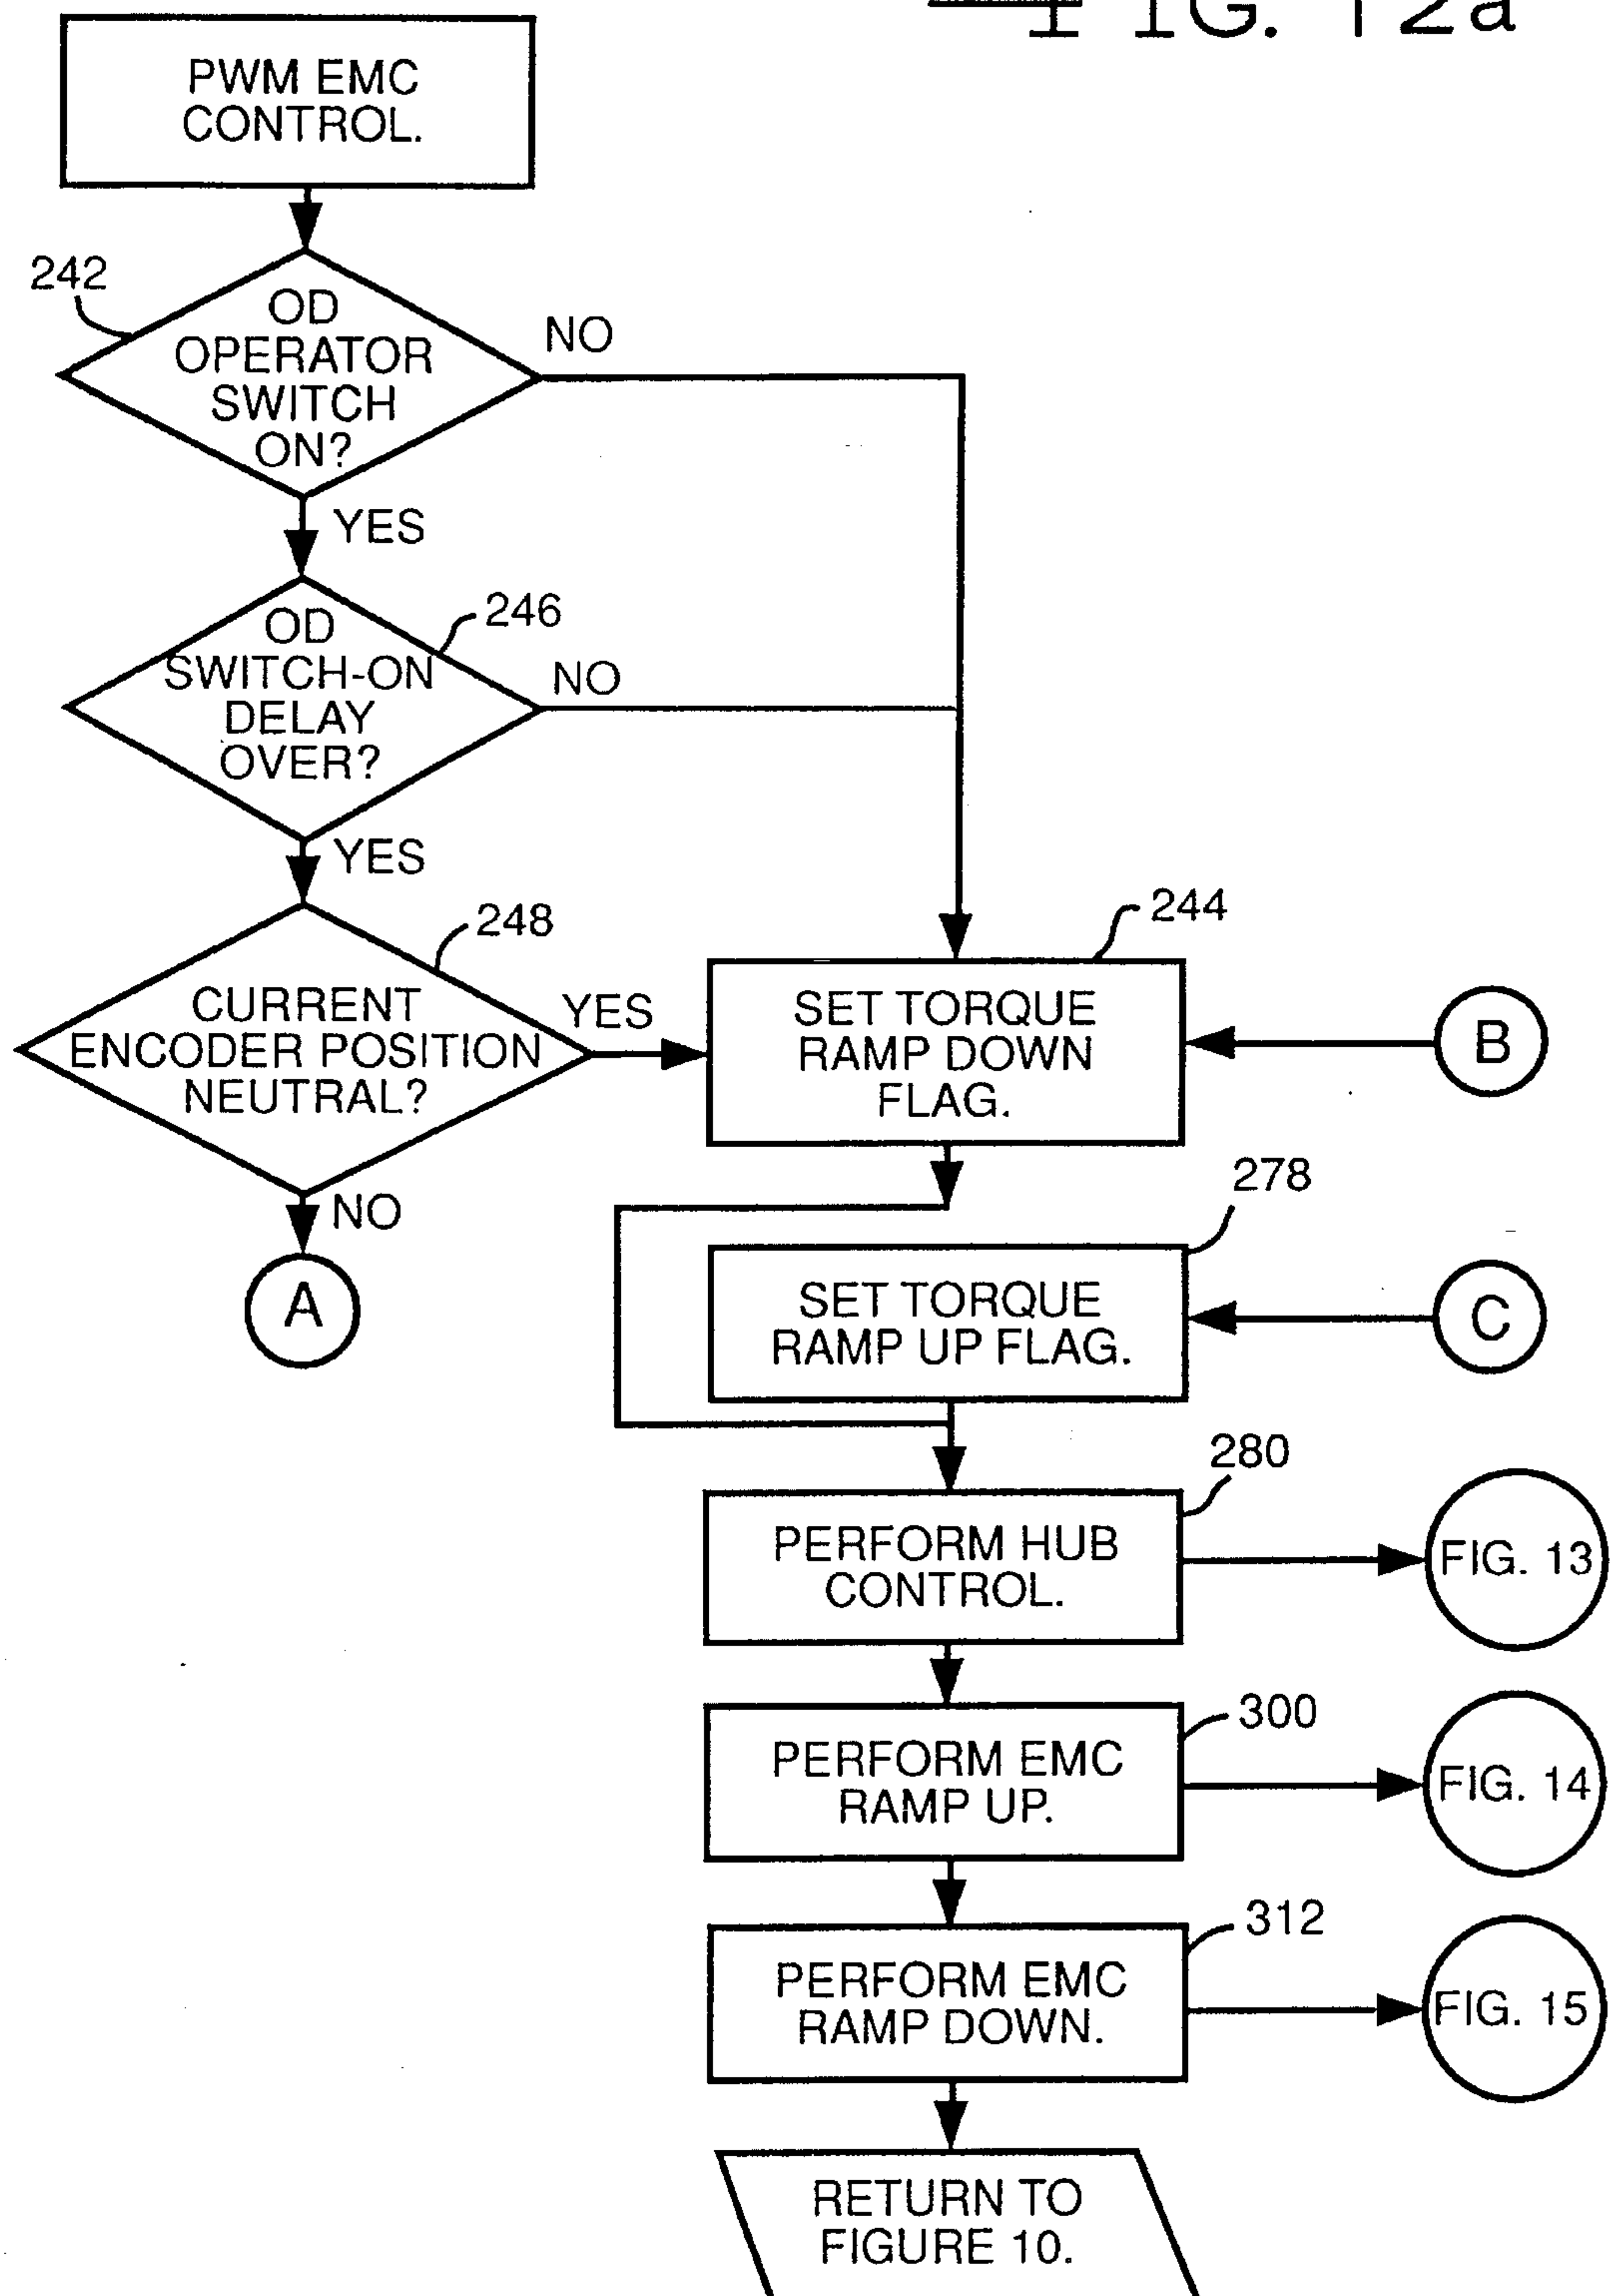 FIG. 12a
PWM EMC
CONTROL.
242
OD
OPERATOR
SWITCH
ON?
NO
YES
246
OD
SWITCH-ON
DELAY
OVER?
NO
YES
248
CURRENT
ENCODER POSITION
NEUTRAL?
YES
NO
A
244
SET TORQUE
RAMP DOWN
FLAG.
B
278
SET TORQUE
RAMP UP FLAG.
C
280
PERFORM HUB
CONTROL.
FIG. 13
300
PERFORM EMC
RAMP UP.
FIG. 14
312
PERFORM EMC
RAMP DOWN.
FIG. 15
RETURN TO
FIGURE 10.